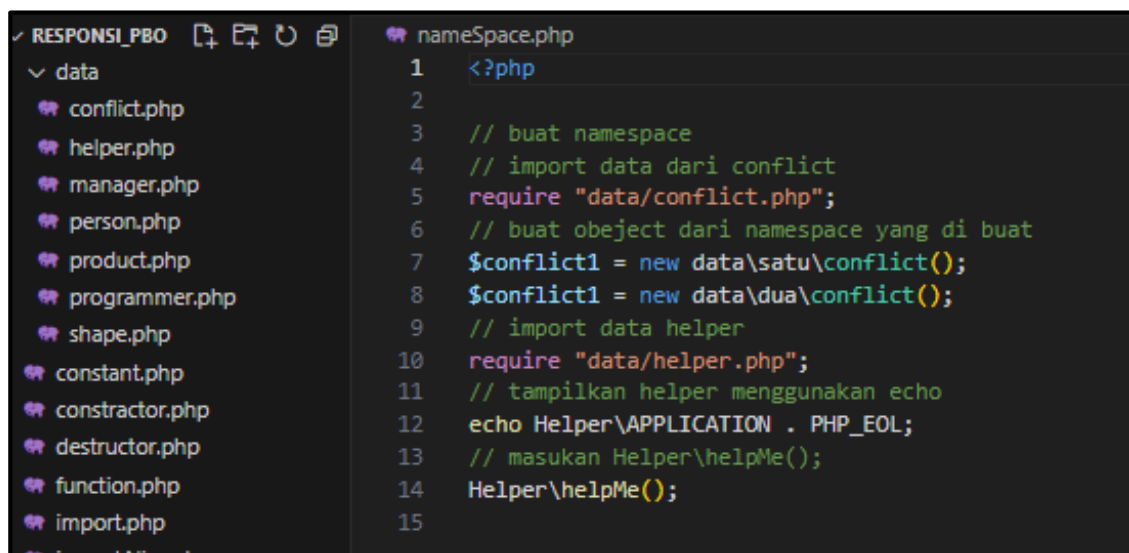 RESPONSI_PBO
data
conflict.php
helper.php
manager.php
person.php
product.php
programmer.php
shape.php
constant.php
constractor.php
destructor.php
function.php
import.php
nameSpace.php
1 <?php
2
3 // buat namespace
4 // import data dari conflict
5 require "data/conflict.php";
6 // buat obeject dari namespace yang di buat
7 $conflict1 = new data\satu\conflict();
8 $conflict1 = new data\dua\conflict();
9 // import data helper
10 require "data/helper.php";
11 // tampilkan helper menggunakan echo
12 echo Helper\APPLICATION . PHP_EOL;
13 // masukan Helper\helpMe();
14 Helper\helpMe();
15